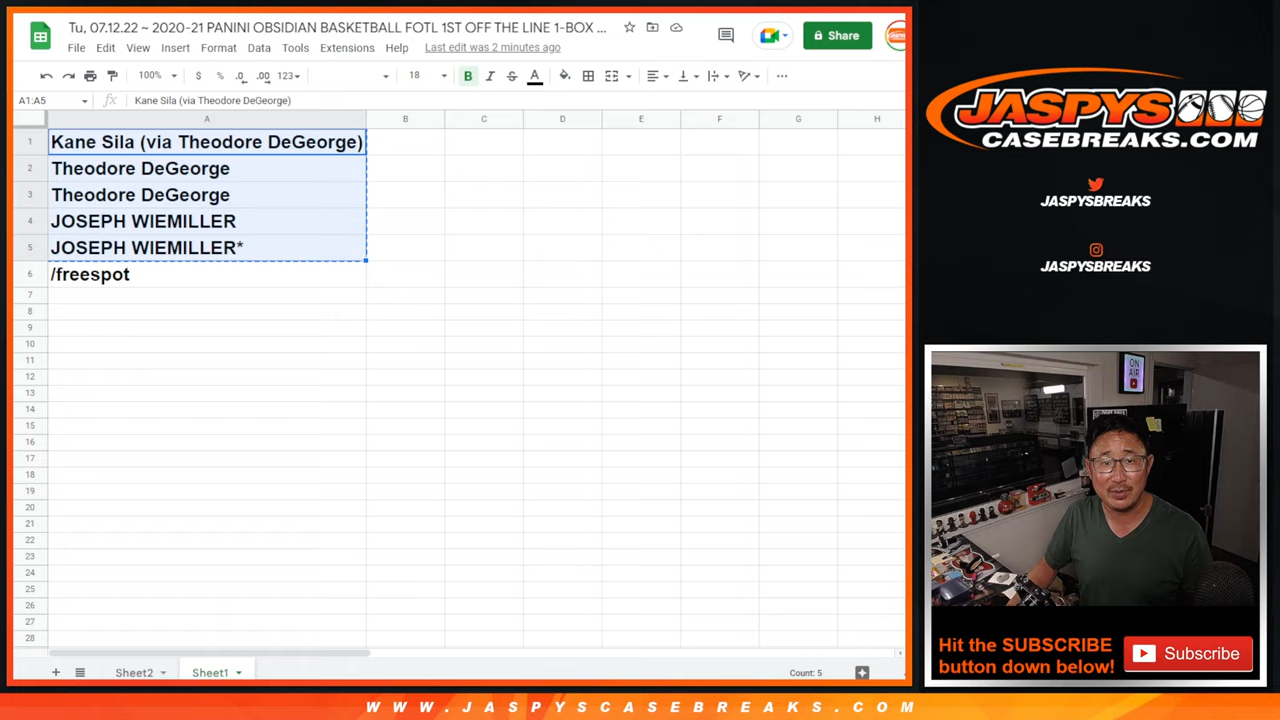 Tu, 07.12.22 ~ 2020-21 PANINI OBSIDIAN BASKETBALL FOTL 1ST OFF THE LINE 1-BOX ...
File Edit View Insert Format Data Tools Extensions Help Last edit was 2 minutes ago
Share
100% $ % .0 .00 123 18 B I S A
A1:A5 fx Kane Sila (via Theodore DeGeorge)
A B C D E F G H
1 Kane Sila (via Theodore DeGeorge)
2 Theodore DeGeorge
3 Theodore DeGeorge
4 JOSEPH WIEMILLER
5 JOSEPH WIEMILLER*
6 /freespot
7
8
9
10
11
12
13
14
15
16
17
18
19
20
21
22
23
24
25
26
27
28
+ Sheet2 Sheet1 Count: 5
JASPYS
CASEBREAKS.COM
JASPYSBREAKS
JASPYSBREAKS
ON
AIR
Hit the SUBSCRIBE
button down below!
Subscribe
WWW.JASPYSCASEBREAKS.COM